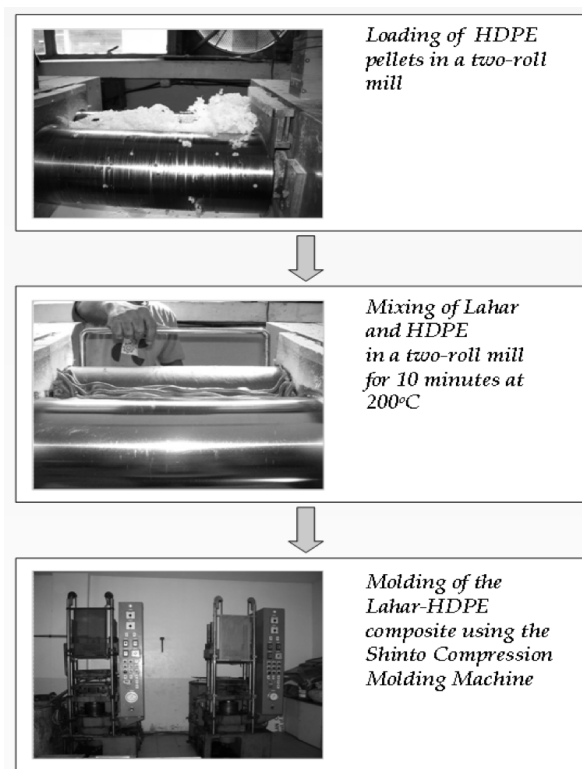 Loading of HDPE
pellets in a two-roll
mill
Mixing of Lahar
and HDPE
in a two-roll mill
for 10 minutes at
200°C
Molding of the
Lahar-HDPE
composite using the
Shinto Compression
Molding Machine